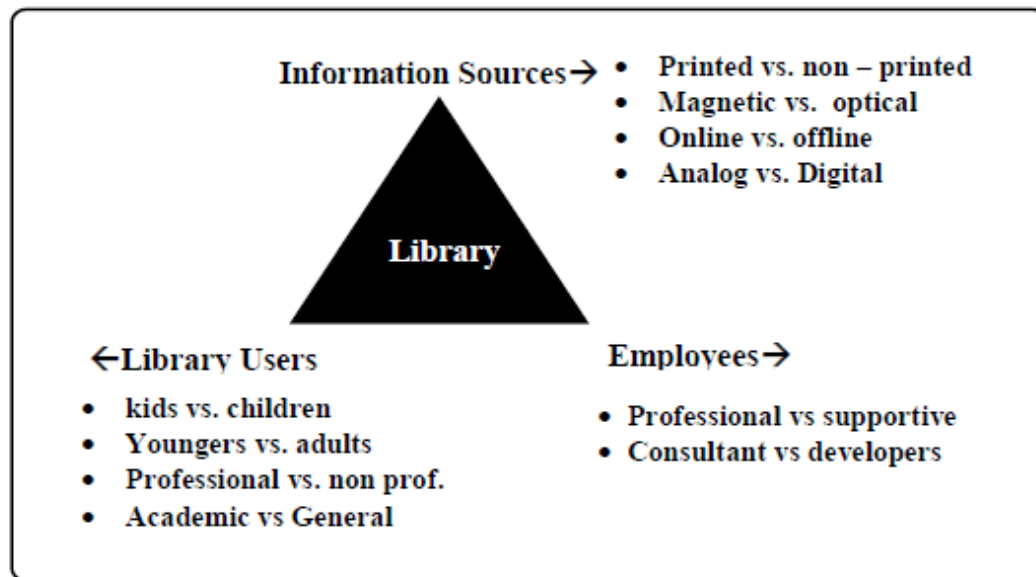 Information Sources→
• Printed vs. non – printed
• Magnetic vs. optical
• Online vs. offline
• Analog vs. Digital
Library
←Library Users
• kids vs. children
• Youngers vs. adults
• Professional vs. non prof.
• Academic vs General
Employees→
• Professional vs supportive
• Consultant vs developers